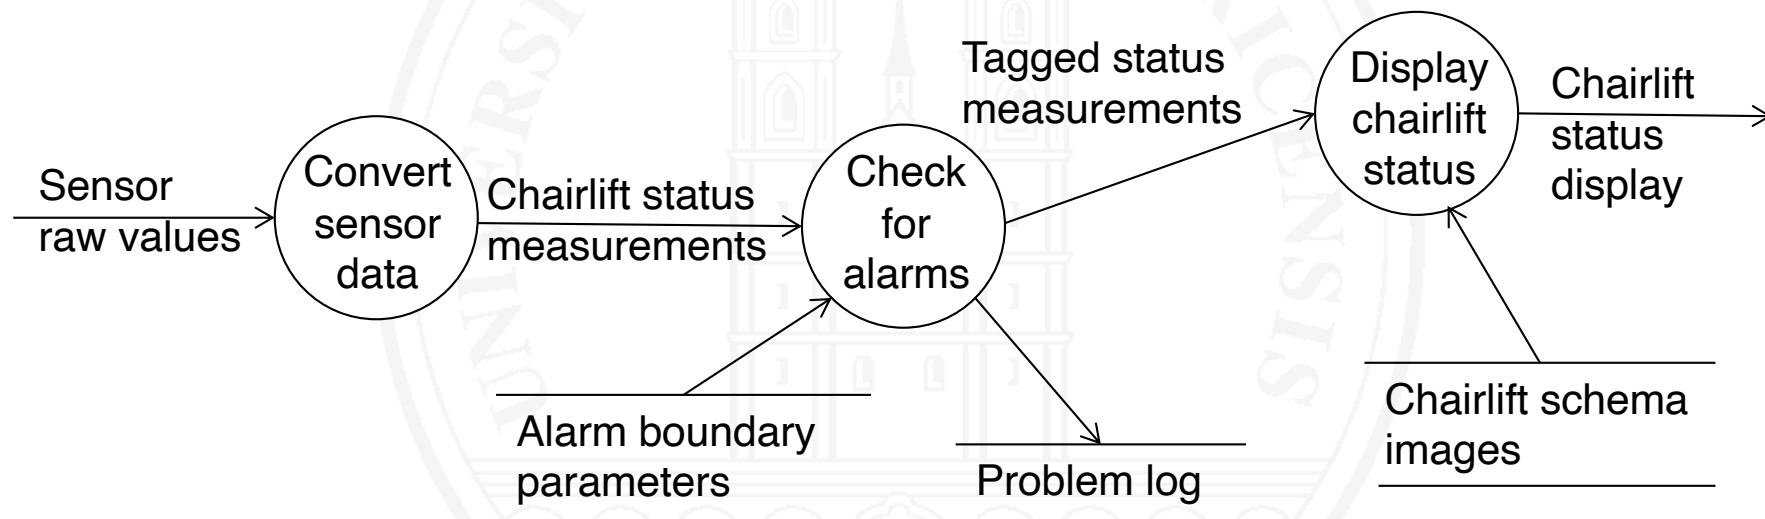 Sensor
raw values
Convert
sensor
data
Chairlift status
measurements
Check
for
alarms
Tagged status
measurements
Display
chairlift
status
Chairlift
status
display
Alarm boundary
parameters
Problem log
Chairlift schema
images